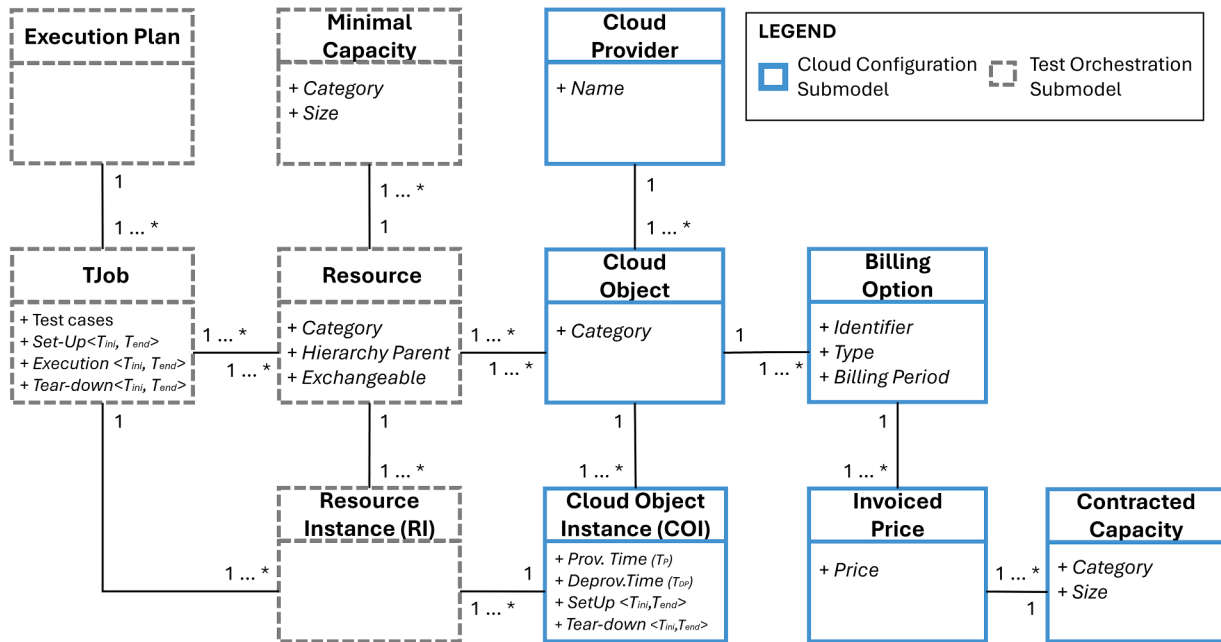 Execution Plan
1
1 ... *
Minimal
Capacity
+ Category
+ Size
1 ... *
1
Cloud
Provider
+ Name
1
1 ... *
LEGEND
Cloud Configuration
Submodel
Test Orchestration
Submodel
TJob
+ Test cases
+ Set-Up<Tini, Tend>
+ Execution <Tini, Tend>
+ Tear-down<Tini, Tend>
1 ... *
1 ... *
1
Resource
+ Category
+ Hierarchy Parent
+ Exchangeable
1 ... *
1 ... *
1
1 ... *
Cloud
Object
+ Category
1
1 ... *
1
1 ... *
Billing
Option
+ Identifier
+ Type
+ Billing Period
1
1 ... *
Resource
Instance (RI)
1 ... *
1
1 ... *
Cloud Object
Instance (COI)
+ Prov. Time (TP)
+ Deprov.Time (TDP)
+ SetUp <Tini,Tend>
+ Tear-down <Tini,Tend>
Invoiced
Price
+ Price
1 ... *
1
Contracted
Capacity
+ Category
+ Size